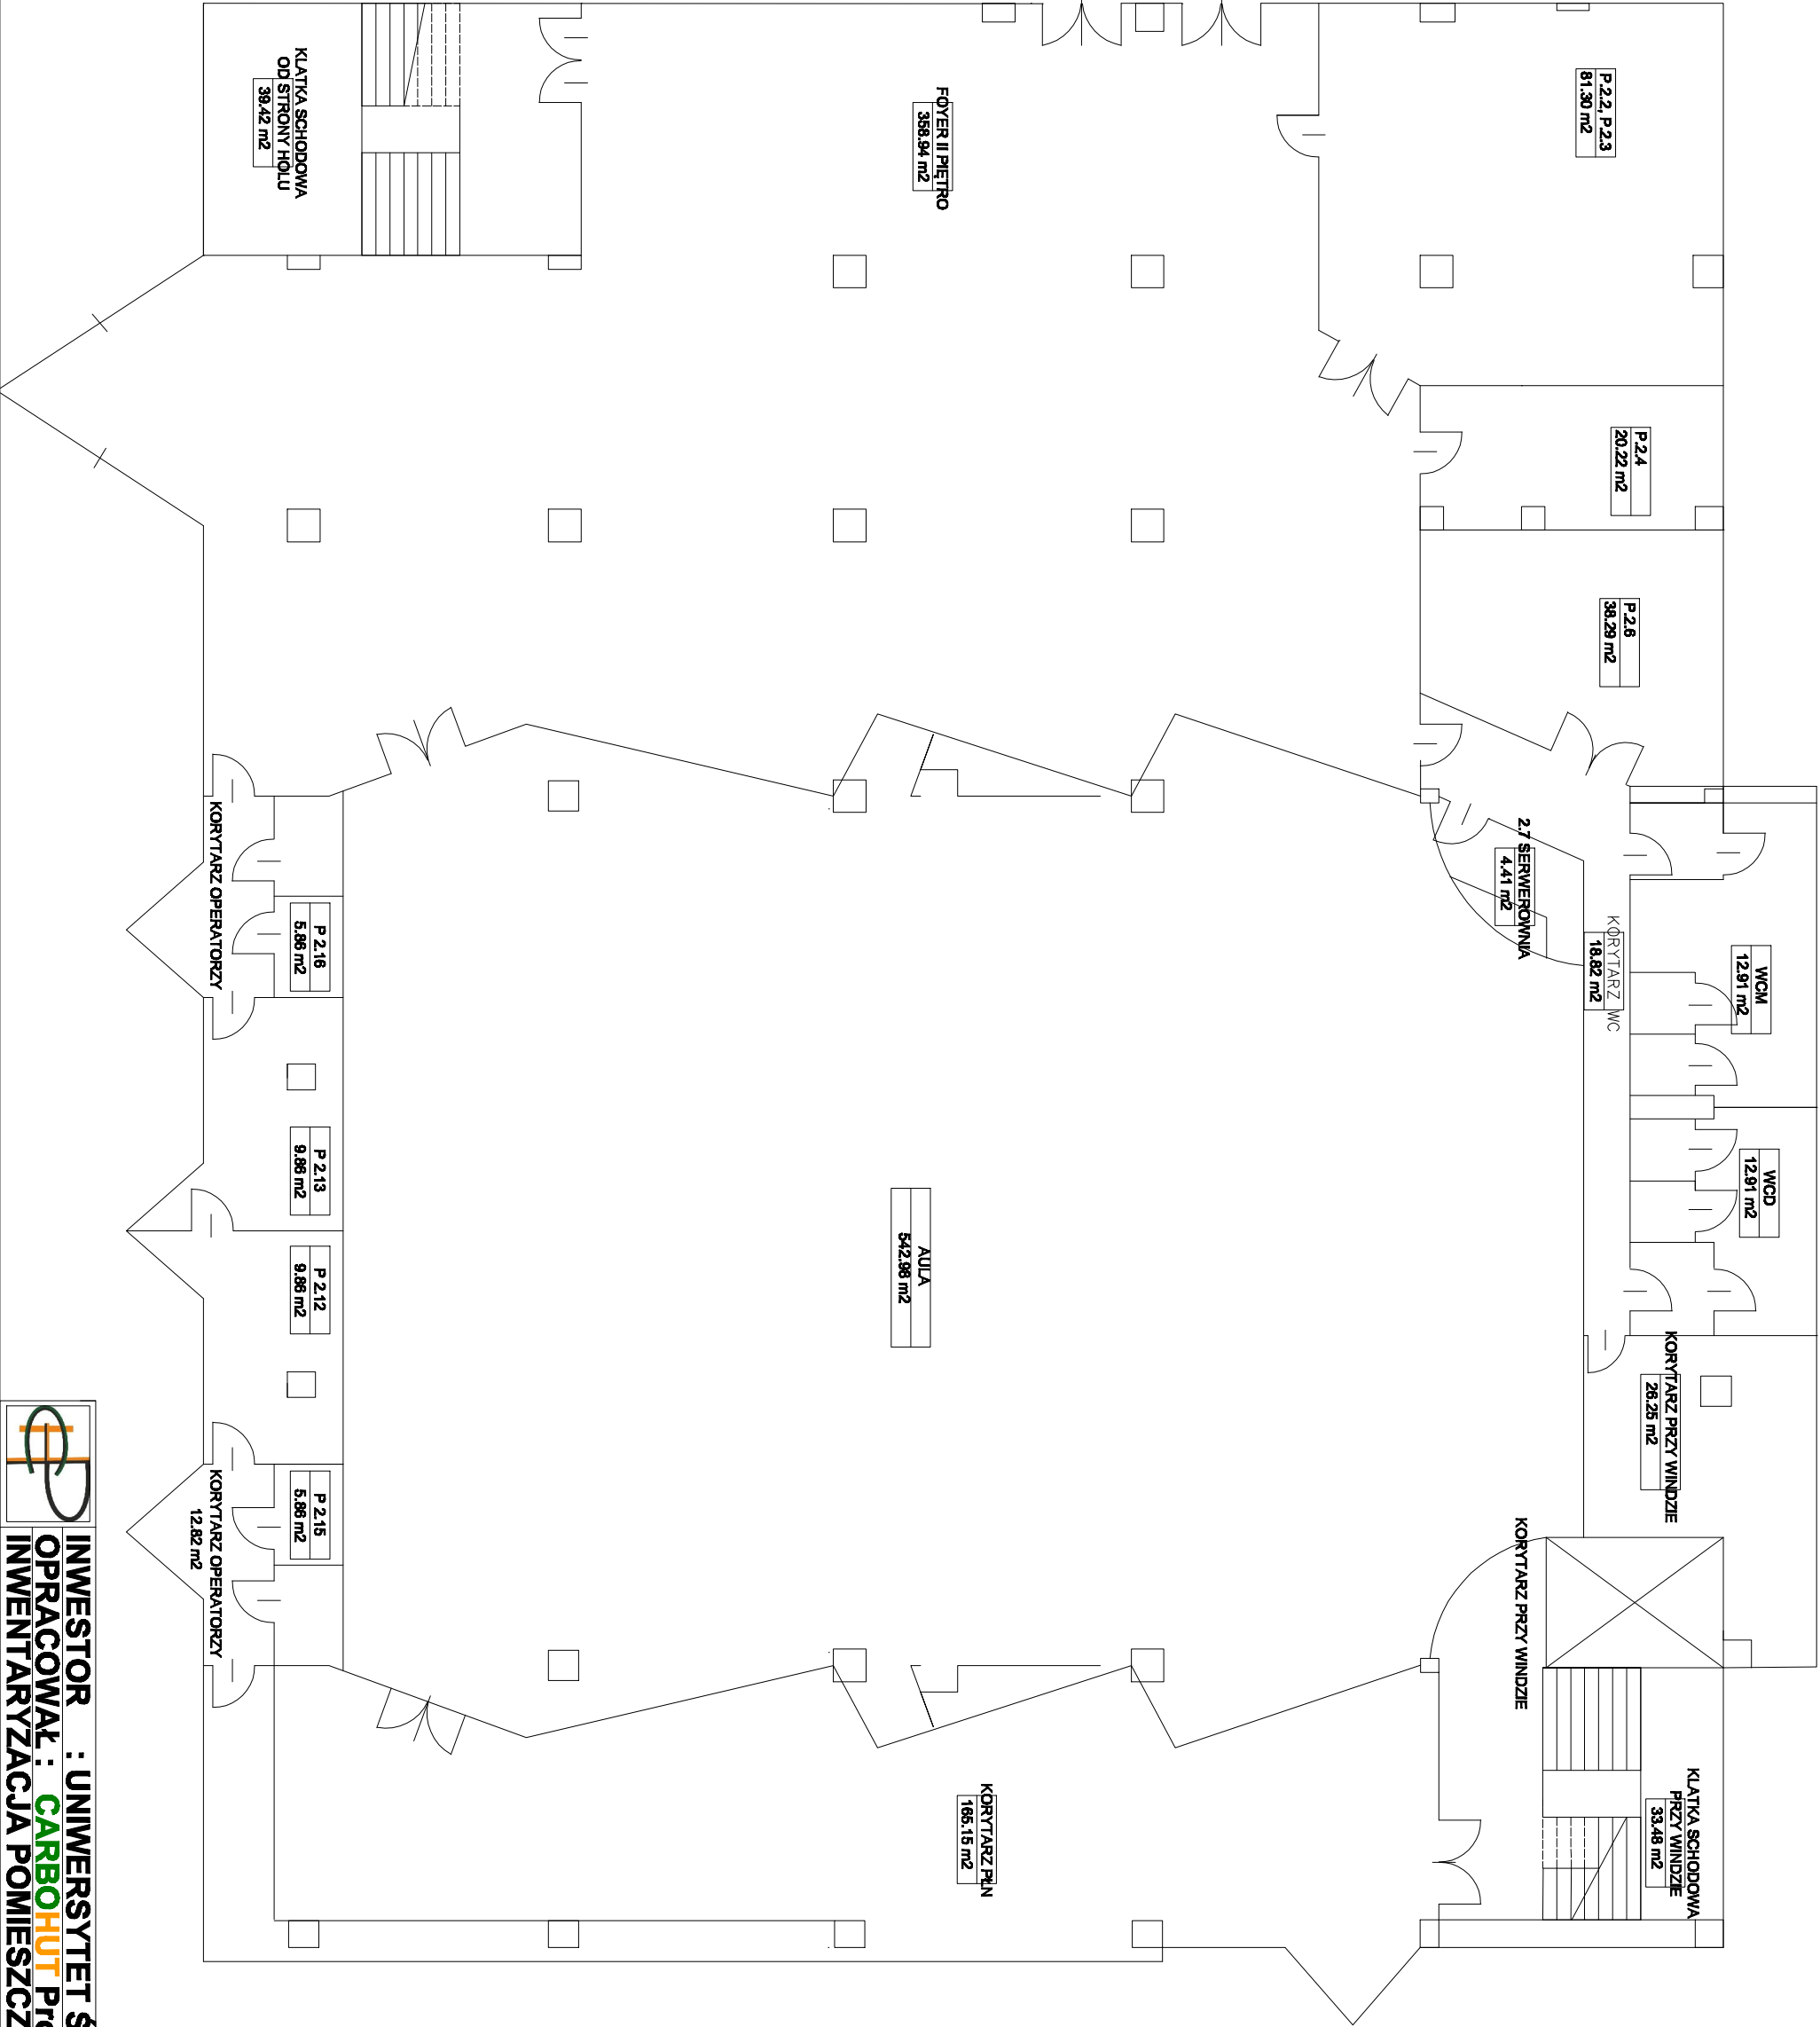 KLATKA SCHODOWA
OD STRONY HOLU
39.42 m2
FOYER II PIĘTRO
358.94 m2
P.2.2, P.2.3
81.30 m2
P.2.4
20.22 m2
P.2.6
38.29 m2
2.7 SERWEROWNIA
4.41 m2
KORYTARZ WC
18.82 m2
WCM
12.91 m2
WCD
12.91 m2
KORYTARZ PRZY WINDZIE
26.25 m2
KORYTARZ PRZY WINDZIE
KLATKA SCHODOWA
PRZY WINDZIE
33.48 m2
KORYTARZ PŁN
165.15 m2
AULA
542.98 m2
KORYTARZ OPERATORZY
P 2.16
5.86 m2
P 2.13
9.86 m2
P 2.12
9.86 m2
P 2.15
5.86 m2
KORYTARZ OPERATORZY
12.82 m2
INWESTOR : UNIWERSYTET Ś
OPRACOWAŁ : CARBOHUT Pro
INWENTARYZACJA POMIESZCZ